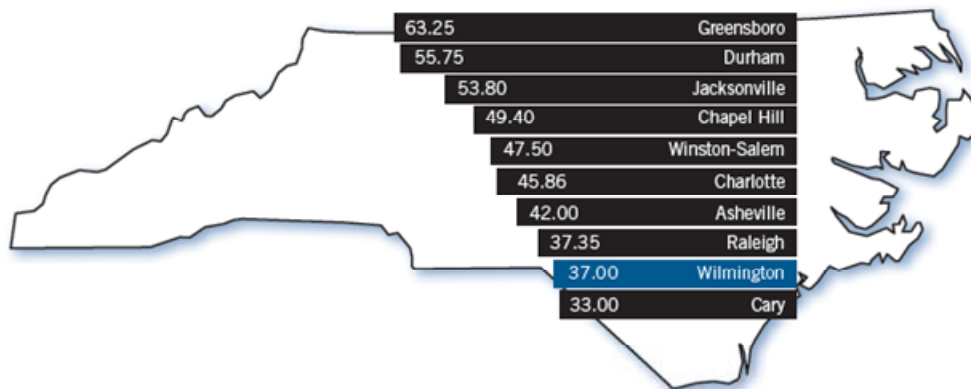 63.25 Greensboro
55.75 Durham
53.80 Jacksonville
49.40 Chapel Hill
47.50 Winston-Salem
45.86 Charlotte
42.00 Asheville
37.35 Raleigh
37.00 Wilmington
33.00 Cary